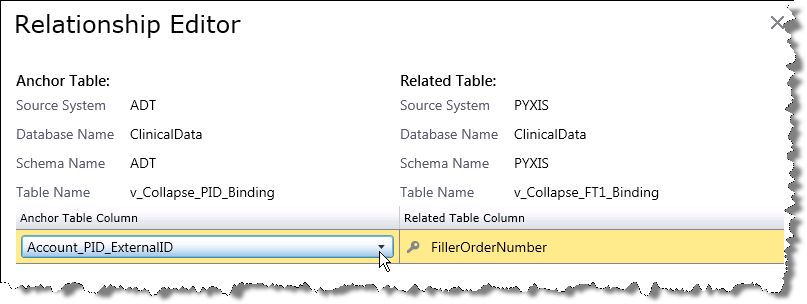 Relationship Editor
Anchor Table: Related Table:
Source System ADT Source System PYXIS
Database Name ClinicalData Database Name ClinicalData
Schema Name ADT Schema Name PYXIS
Table Name v_Collapse_PID_Binding Table Name v_Collapse_FT1_Binding
Anchor Table Column Related Table Column
Account_PID_ExternalID FillerOrderNumber